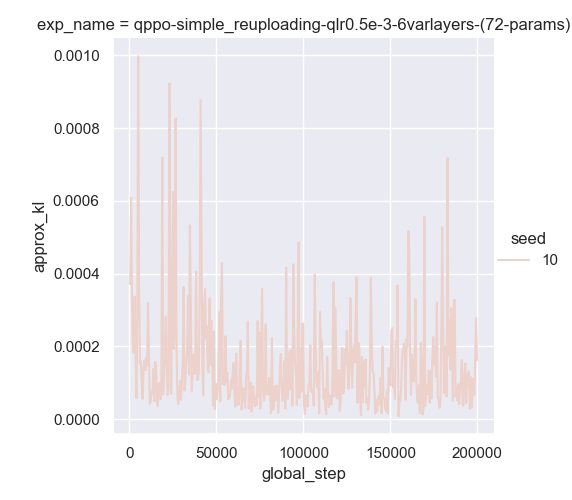 exp_name = qppo-simple_reuploading-qlr0.5e-3-6varlayers-(72-params)
0.0010
0.0008
0.0006
0.0004
0.0002
0.0000
approx_kl
0 50000 100000 150000 200000
global_step
seed
10